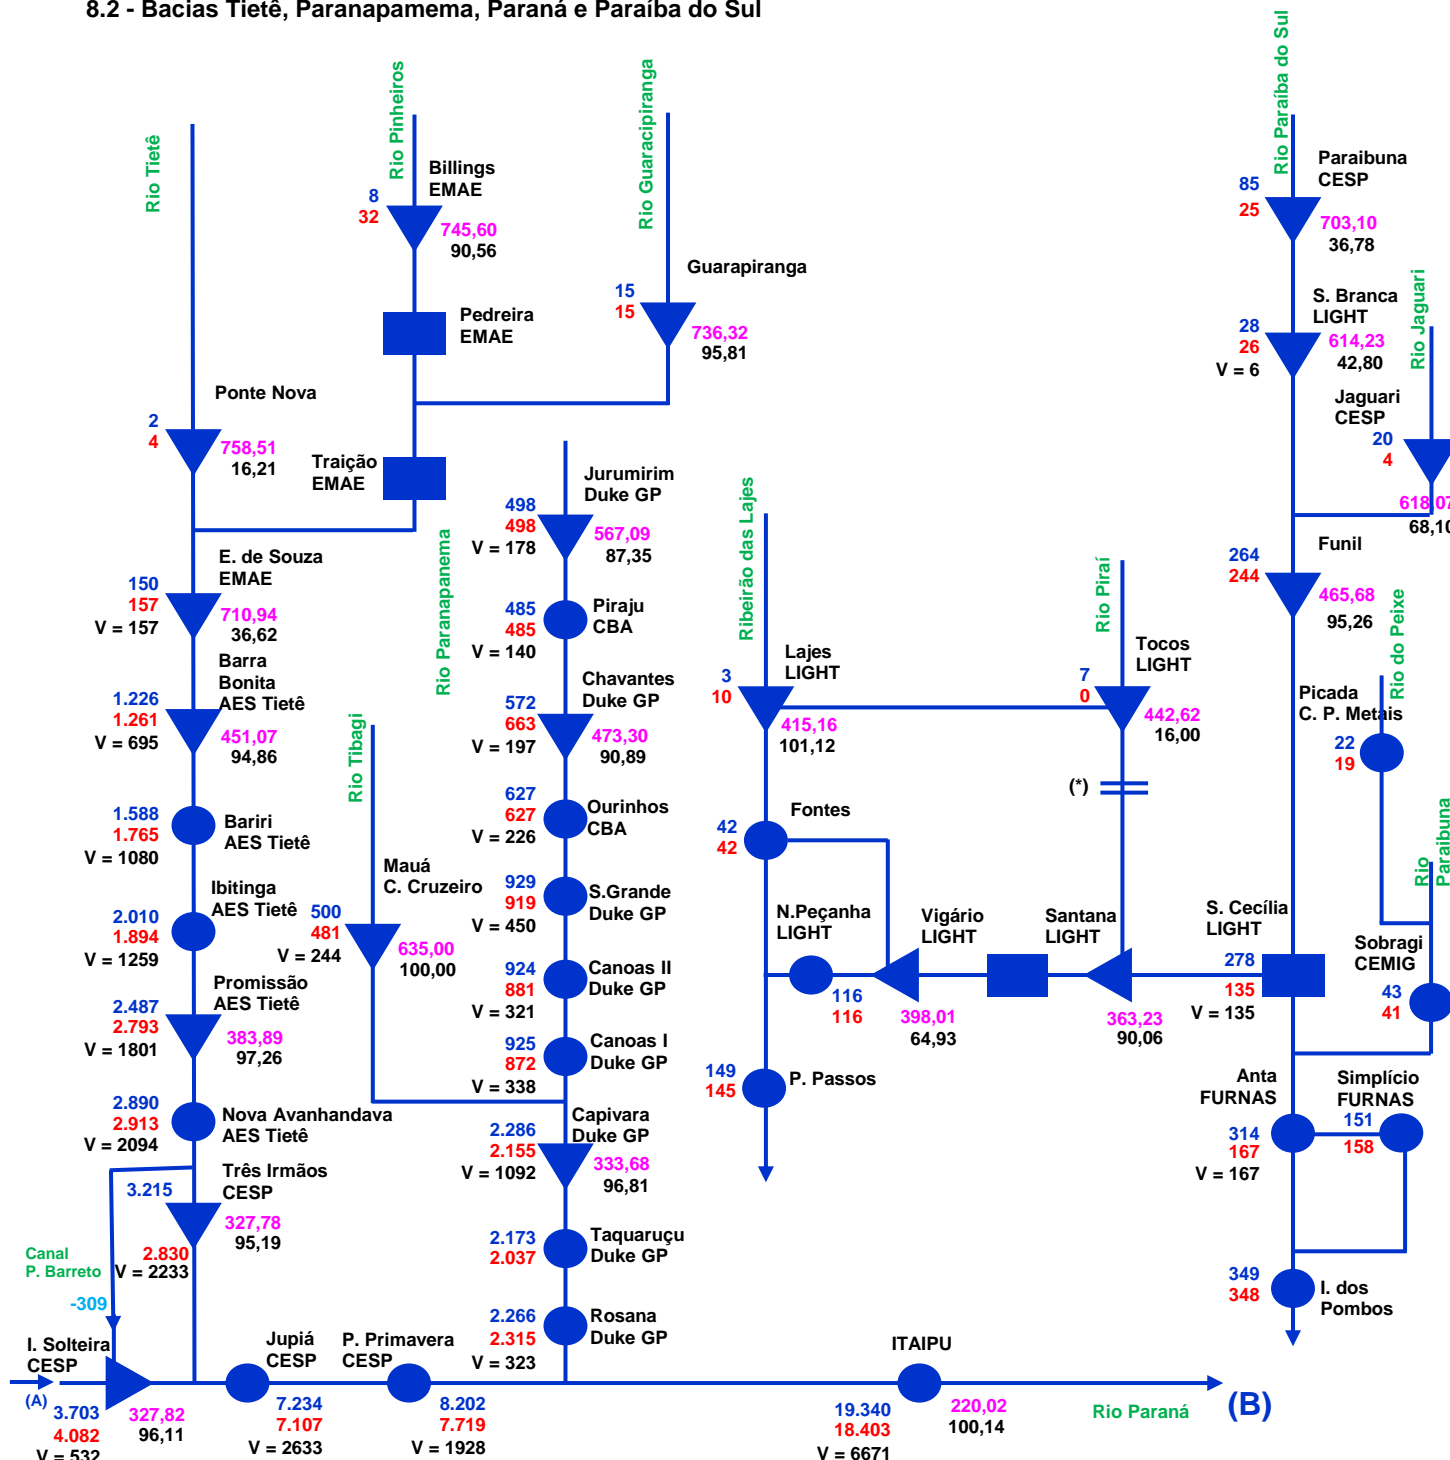 8.2 - Bacias Tietê, Paranapamema, Paraná e Paraíba do Sul
Rio Tietê
Rio Pinheiros
Billings
EMAE
8
32
745,60
90,56
Pedreira
EMAE
Rio Guaracipiranga
Guarapiranga
15
15
736,32
95,81
Ponte Nova
2
4
758,51
16,21
Traição
EMAE
E. de Souza
EMAE
150
157
V = 157
710,94
36,62
Barra
Bonita
AES Tietê
1.226
1.261
V = 695
451,07
94,86
1.588
1.765
V = 1080
Bariri
AES Tietê
Ibitinga
AES Tietê
2.010
1.894
V = 1259
Promissão
AES Tietê
2.487
2.793
V = 1801
383,89
97,26
2.890
2.913
V = 2094
Nova Avanhandava
AES Tietê
Três Irmãos
CESP
3.215
327,78
95,19
2.830
V = 2233
Canal
P. Barreto
-309
I. Solteira
CESP
(A)
3.703
4.082
V = 532
327,82
96,11
Jupiá
CESP
7.234
7.107
V = 2633
P. Primavera
CESP
8.202
7.719
V = 1928
Rio Paranapanema
Jurumirim
Duke GP
498
498
V = 178
567,09
87,35
485
485
V = 140
Piraju
CBA
Chavantes
Duke GP
572
663
V = 197
473,30
90,89
627
627
V = 226
Ourinhos
CBA
929
919
V = 450
S.Grande
Duke GP
924
881
V = 321
Canoas II
Duke GP
925
872
V = 338
Canoas I
Duke GP
Rio Tibagi
Mauá
C. Cruzeiro
500
481
V = 244
635,00
100,00
Capivara
Duke GP
2.286
2.155
V = 1092
333,68
96,81
2.173
2.037
Taquaruçu
Duke GP
2.266
2.315
V = 323
Rosana
Duke GP
ITAIPU
19.340
18.403
V = 6671
220,02
100,14
Rio Paraná
(B)
Ribeirão das Lajes
Lajes
LIGHT
3
10
415,16
101,12
Rio Piraí
Tocos
LIGHT
7
0
442,62
16,00
(*)
Fontes
42
42
N.Peçanha
LIGHT
116
116
Vigário
LIGHT
398,01
64,93
Santana
LIGHT
363,23
90,06
149
145
P. Passos
Rio Paraíba do Sul
Paraibuna
CESP
85
25
703,10
36,78
S. Branca
LIGHT
28
26
V = 6
614,23
42,80
Rio Jaguari
Jaguari
CESP
20
4
618,07
68,10
Funil
264
244
465,68
95,26
Rio do Peixe
Picada
C. P. Metais
22
19
Rio
Paraibuna
S. Cecília
LIGHT
278
135
V = 135
Sobragi
CEMIG
43
41
Anta
FURNAS
314
167
V = 167
Simplício
FURNAS
151
158
349
348
I. dos
Pombos